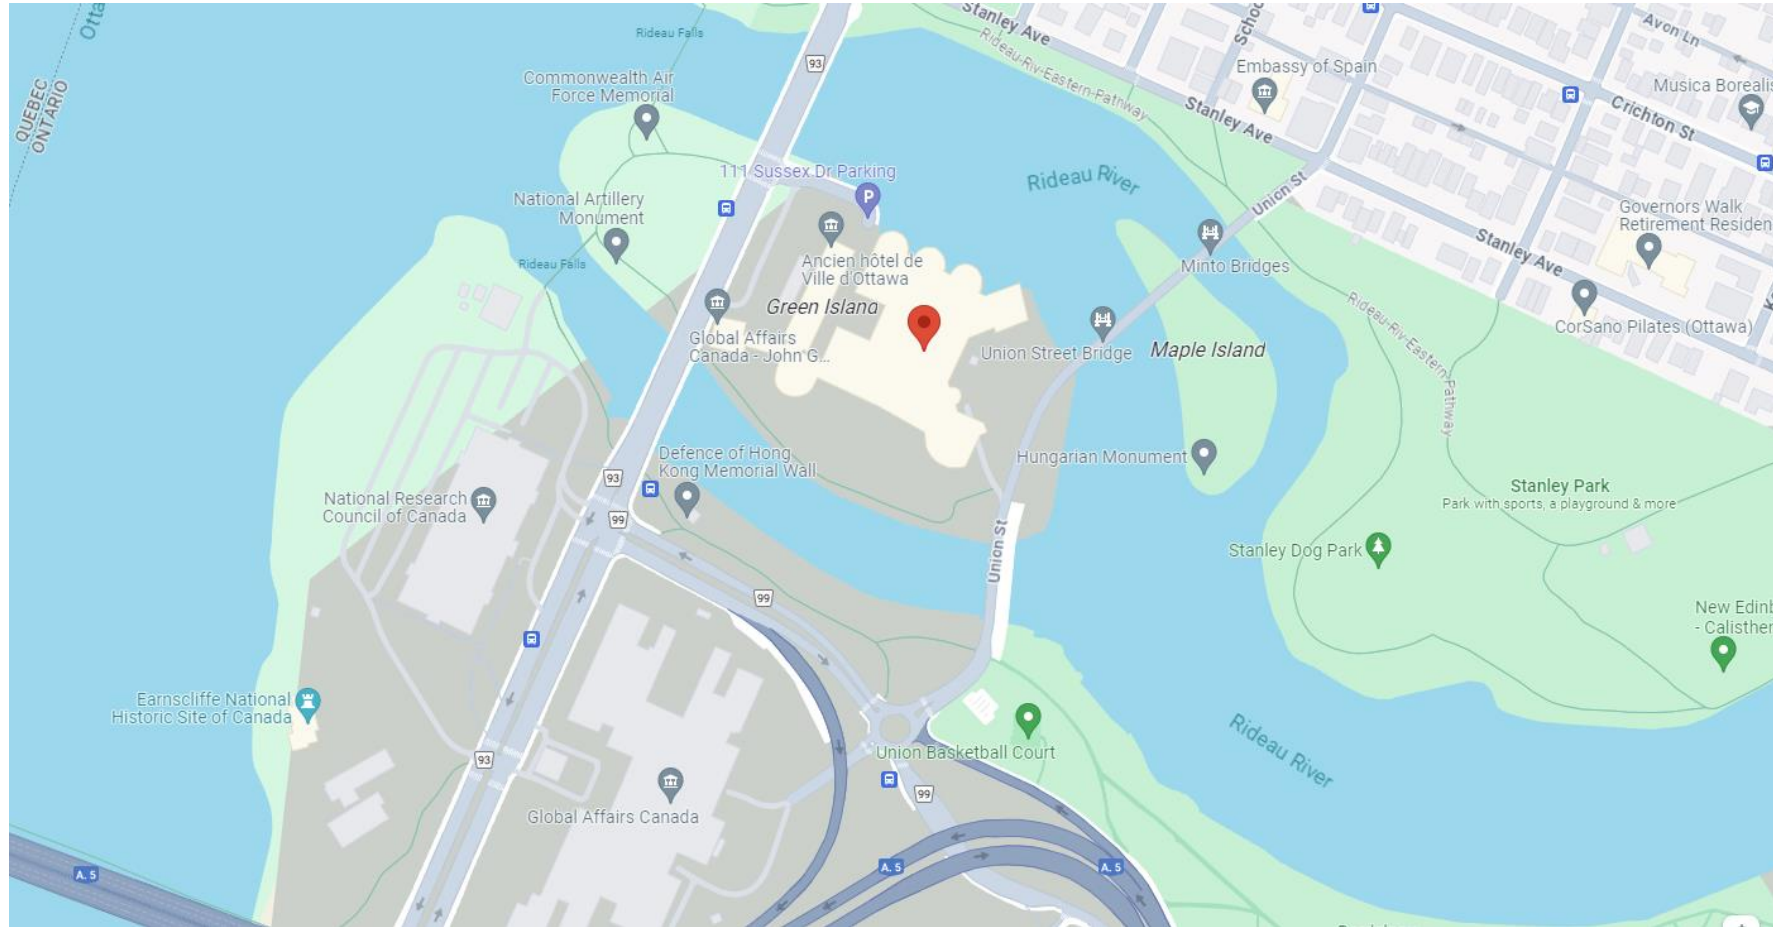 Stanley Ave
Avon Ln
Rideau Falls
93
Rideau-Riv-Eastern-Pathway
Embassy of Spain
Commonwealth Air
Force Memorial
Musica Borealis
QUEBEC
ONTARIO
Stanley Ave
Crichton St
111 Sussex Dr Parking
P
Rideau River
National Artillery
Monument
Union St
Governors Walk
Retirement Residen
Rideau Falls
Ancien hôtel de
Ville d'Ottawa
Minto Bridges
Stanley Ave
Green Island
Global Affairs
Canada - John G...
Union Street Bridge
Maple Island
Rideau-Riv-Eastern-Pathway
CorSano Pilates (Ottawa)
Defence of Hong
Kong Memorial Wall
Hungarian Monument
93
National Research
Council of Canada
99
Stanley Park
Park with sports, a playground & more
Union St
Stanley Dog Park
99
New Edinb
- Calisther
Earnscliffe National
Historic Site of Canada
Union Basketball Court
Rideau River
93
99
Global Affairs Canada
A. 5
A. 5
A. 5